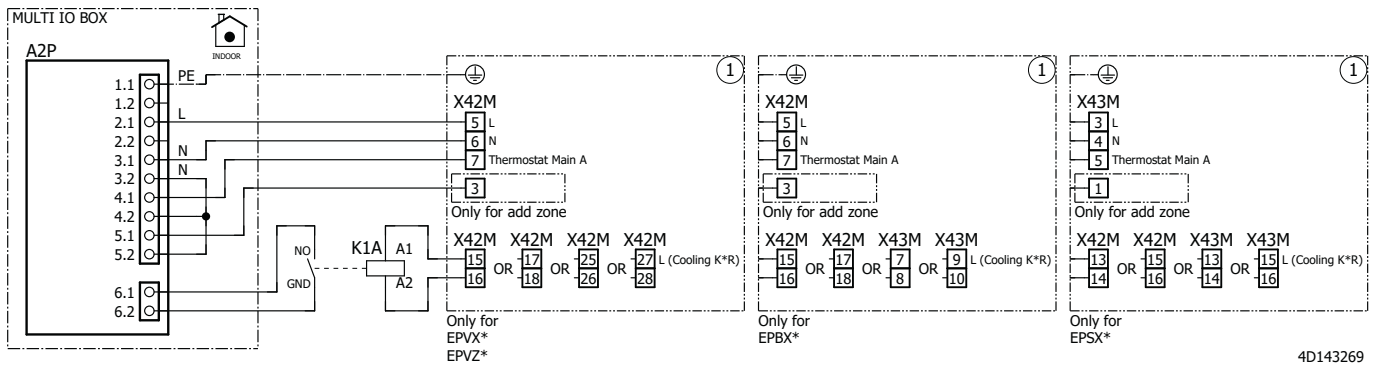 MULTI IO BOX
INDOOR
A2P
1.1
1.2
2.1
2.2
3.1
3.2
4.1
4.2
5.1
5.2
6.1
6.2
PE
L
N
N
NO
GND
K1A
A1
A2
1
X42M
5 L
6 N
7 Thermostat Main A
3
Only for add zone
X42M X42M X42M X42M
15 OR 17 OR 25 OR 27 L (Cooling K*R)
16 18 26 28
Only for
EPVX*
EPVZ*
1
X42M
5 L
6 N
7 Thermostat Main A
3
Only for add zone
X42M X42M X43M X43M
15 OR 17 OR 7 OR 9 L (Cooling K*R)
16 18 8 10
Only for
EPBX*
1
X43M
3 L
4 N
5 Thermostat Main A
1
Only for add zone
X42M X42M X43M X43M
13 OR 15 OR 13 OR 15 L (Cooling K*R)
14 16 14 16
Only for
EPSX*
4D143269